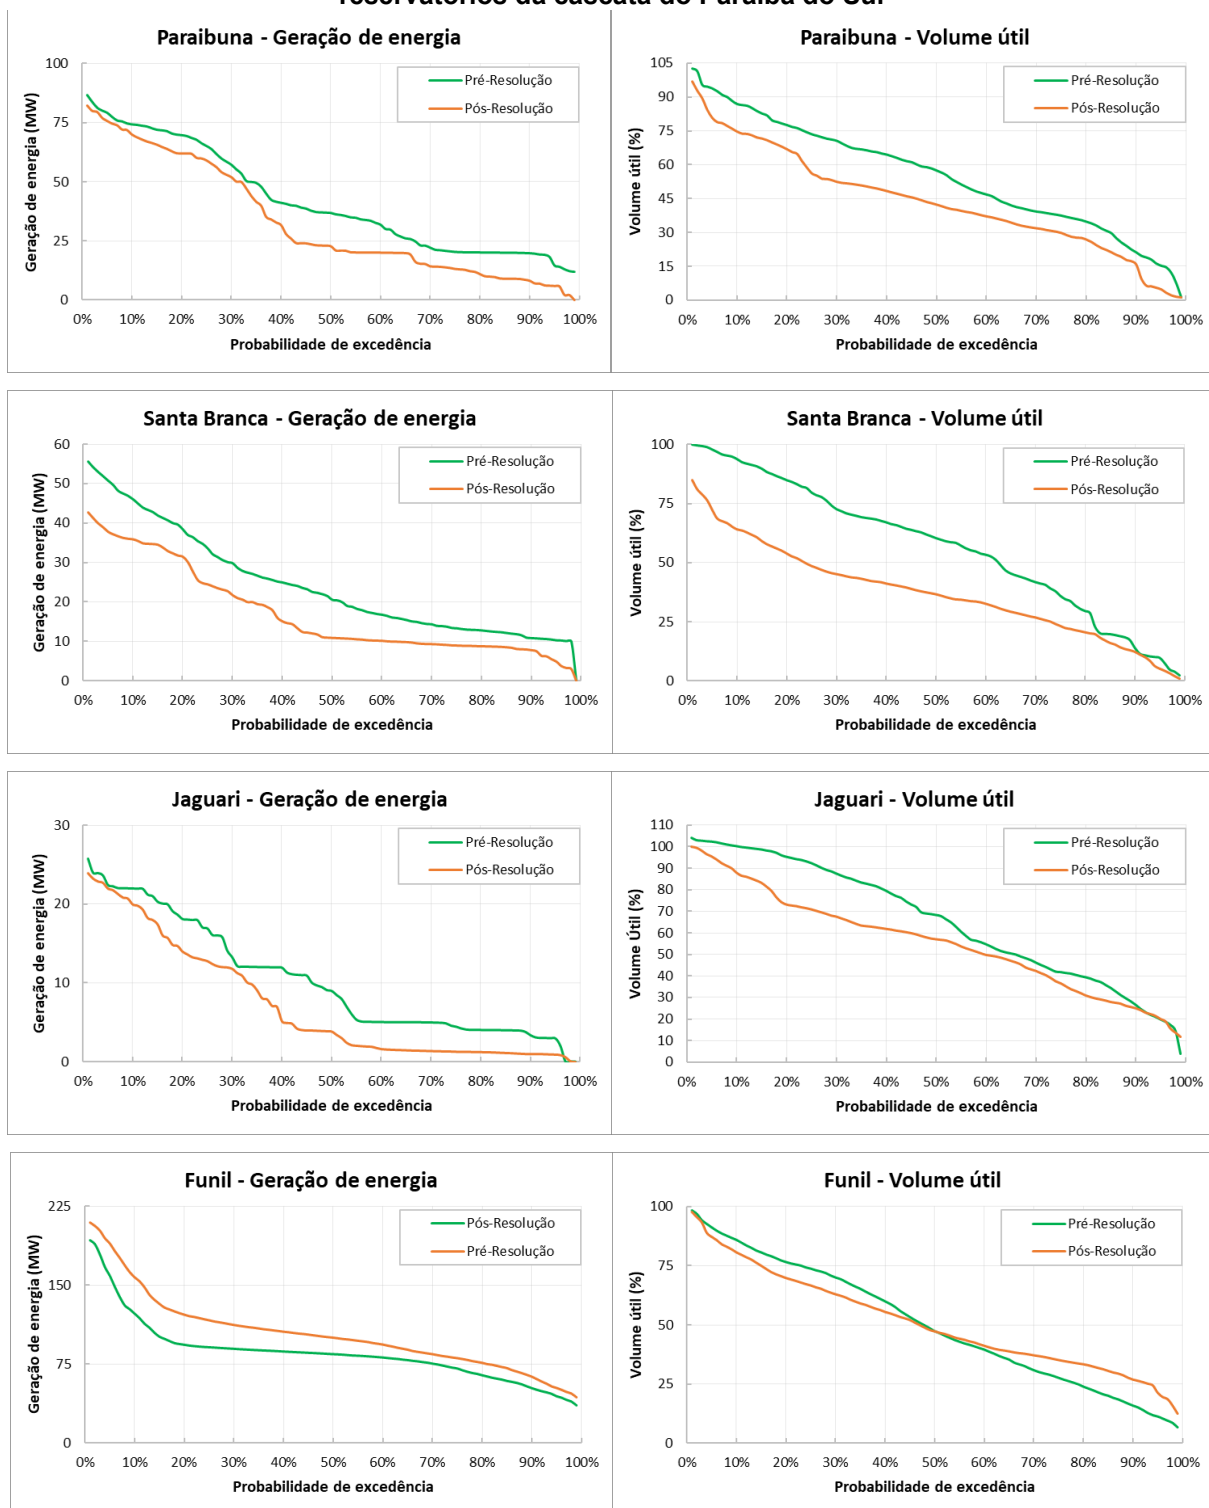 reservatórios da cascata do Paraíba do Sul
Paraibuna - Geração de energia
Geração de energia (MW)
100
75
50
25
0
Pré-Resolução
Pós-Resolução
0% 10% 20% 30% 40% 50% 60% 70% 80% 90% 100%
Probabilidade de excedência
Paraibuna - Volume útil
Volume útil (%)
105
90
75
60
45
30
15
0
Pré-Resolução
Pós-Resolução
0% 10% 20% 30% 40% 50% 60% 70% 80% 90% 100%
Probabilidade de excedência
Santa Branca - Geração de energia
Geração de energia (MW)
60
50
40
30
20
10
0
Pré-Resolução
Pós-Resolução
0% 10% 20% 30% 40% 50% 60% 70% 80% 90% 100%
Probabilidade de excedência
Santa Branca - Volume útil
Volume útil (%)
100
75
50
25
0
Pré-Resolução
Pós-Resolução
0% 10% 20% 30% 40% 50% 60% 70% 80% 90% 100%
Probabilidade de excedência
Jaguari - Geração de energia
Geração de energia (MW)
30
20
10
0
Pré-Resolução
Pós-Resolução
0% 10% 20% 30% 40% 50% 60% 70% 80% 90% 100%
Probabilidade de excedência
Jaguari - Volume útil
Volume Útil (%)
110
100
90
80
70
60
50
40
30
20
10
0
Pré-Resolução
Pós-Resolução
0% 10% 20% 30% 40% 50% 60% 70% 80% 90% 100%
Probabilidade de excedência
Funil - Geração de energia
Geração de energia (MW)
225
150
75
0
Pós-Resolução
Pré-Resolução
0% 10% 20% 30% 40% 50% 60% 70% 80% 90% 100%
Probabilidade de excedência
Funil - Volume útil
Volume útil (%)
100
75
50
25
0
Pré-Resolução
Pós-Resolução
0% 10% 20% 30% 40% 50% 60% 70% 80% 90% 100%
Probabilidade de excedência